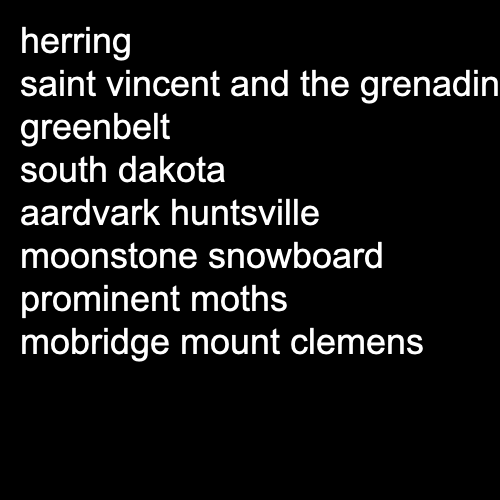 herring
saint vincent and the grenadin
greenbelt
south dakota
aardvark huntsville
moonstone snowboard
prominent moths
mobridge mount clemens